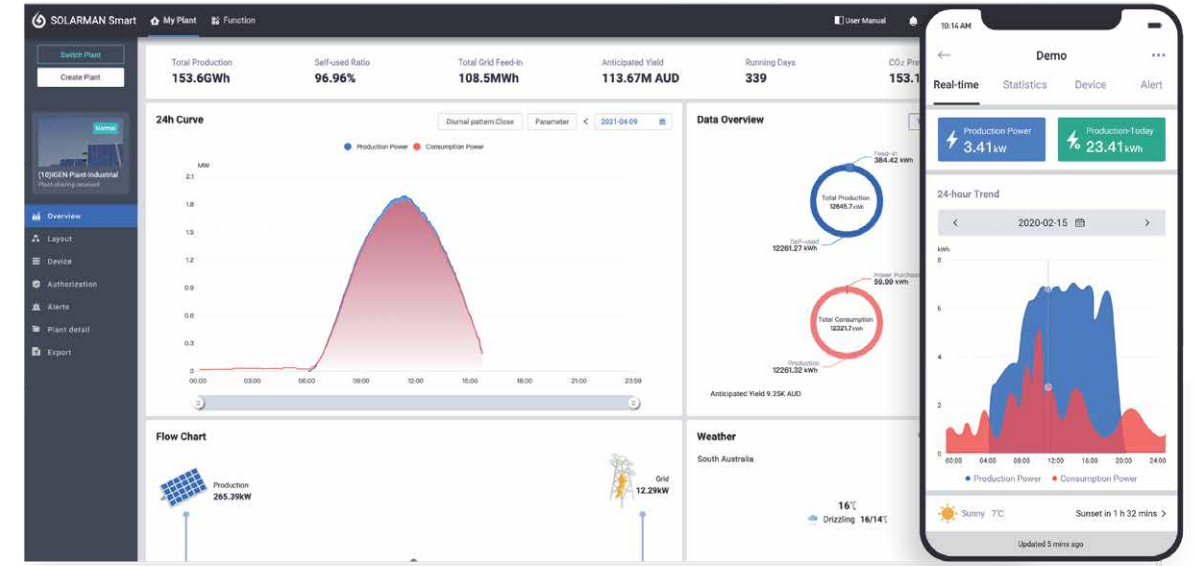 SOLARMAN Smart
My Plant
Function
User Manual
Switch Plant
Create Plant
Normal
(10)IGEN Plant-Industrial
Plant sharing received
Overview
Layout
Device
Authorization
Alerts
Plant detail
Export
Total Production
153.6GWh
Self-used Ratio
96.96%
Total Grid Feed-in
108.5MWh
Anticipated Yield
113.67M AUD
Running Days
339
CO₂ Pre
153.1
24h Curve
Diurnal pattern:Close
Parameter
< 2021-04-09
Production Power
Consumption Power
MW
2.1
1.8
1.5
1.2
0.9
0.6
0.3
0
00:00 03:00 06:00 09:00 12:00 15:00 18:00 21:00 23:59
Data Overview
Feed-in
384.42 kWh
Total Production
12645.7 kWh
Self-used
12261.27 kWh
Power Purchase
59.99 kWh
Total Consumption
12321.7 kWh
Production
12261.32 kWh
Anticipated Yield 9.35K AUD
Flow Chart
Production
265.39kW
Grid
12.29kW
Weather
South Australia
16℃
Drizzling 16/14℃
10:14 AM
←
Demo
...
Real-time
Statistics
Device
Alert
Production Power
3.41kW
Production-Today
23.41kWh
24-hour Trend
< 2020-02-15 >
kWh
8
6
4
2
0
00:00 04:00 08:00 12:00 16:00 20:00 24:00
Production Power
Consumption Power
Sunny 7℃
Sunset in 1 h 32 mins >
Updated 5 mins ago